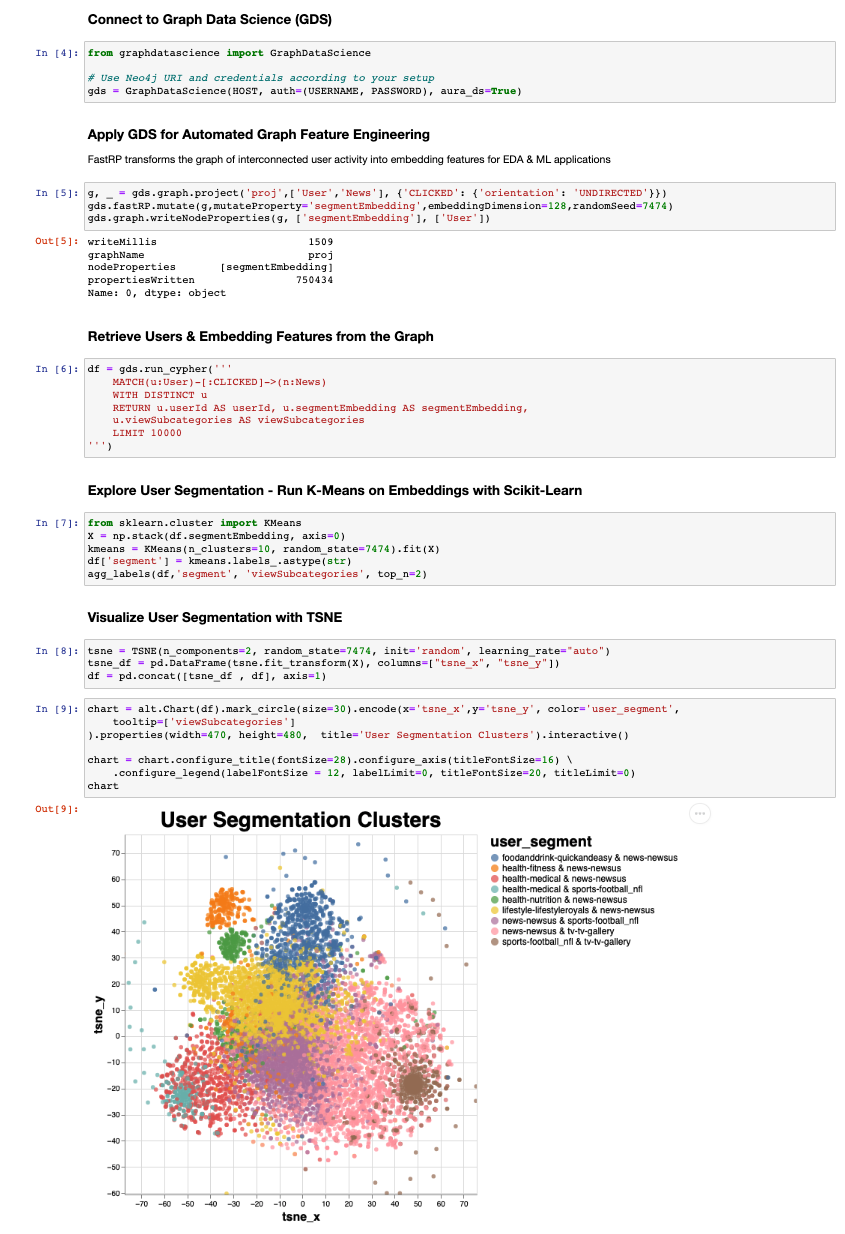 Connect to Graph Data Science (GDS)
In [4]: from graphdatascience import GraphDataScience
# Use Neo4j URI and credentials according to your setup
gds = GraphDataScience(HOST, auth=(USERNAME, PASSWORD), aura_ds=True)
Apply GDS for Automated Graph Feature Engineering
FastRP transforms the graph of interconnected user activity into embedding features for EDA & ML applications
In [5]: g, _ = gds.graph.project('proj',['User','News'], {'CLICKED': {'orientation': 'UNDIRECTED'}})
gds.fastRP.mutate(g,mutateProperty='segmentEmbedding',embeddingDimension=128,randomSeed=7474)
gds.graph.writeNodeProperties(g, ['segmentEmbedding'], ['User'])
Out[5]: writeMillis 1509
graphName proj
nodeProperties [segmentEmbedding]
propertiesWritten 750434
Name: 0, dtype: object
Retrieve Users & Embedding Features from the Graph
In [6]: df = gds.run_cypher('''
MATCH(u:User)-[:CLICKED]->(n:News)
WITH DISTINCT u
RETURN u.userId AS userId, u.segmentEmbedding AS segmentEmbedding,
u.viewSubcategories AS viewSubcategories
LIMIT 10000
''')
Explore User Segmentation - Run K-Means on Embeddings with Scikit-Learn
In [7]: from sklearn.cluster import KMeans
X = np.stack(df.segmentEmbedding, axis=0)
kmeans = KMeans(n_clusters=10, random_state=7474).fit(X)
df['segment'] = kmeans.labels_.astype(str)
agg_labels(df,'segment', 'viewSubcategories', top_n=2)
Visualize User Segmentation with TSNE
In [8]: tsne = TSNE(n_components=2, random_state=7474, init='random', learning_rate="auto")
tsne_df = pd.DataFrame(tsne.fit_transform(X), columns=["tsne_x", "tsne_y"])
df = pd.concat([tsne_df , df], axis=1)
In [9]: chart = alt.Chart(df).mark_circle(size=30).encode(x='tsne_x',y='tsne_y', color='user_segment',
tooltip=['viewSubcategories']
).properties(width=470, height=480, title='User Segmentation Clusters').interactive()
chart = chart.configure_title(fontSize=28).configure_axis(titleFontSize=16) \
.configure_legend(labelFontSize = 12, labelLimit=0, titleFontSize=20, titleLimit=0)
chart
Out[9]:
User Segmentation Clusters
user_segment
foodanddrink-quickandeasy & news-newsus
health-fitness & news-newsus
health-medical & news-newsus
health-medical & sports-football_nfl
health-nutrition & news-newsus
lifestyle-lifestyleroyals & news-newsus
news-newsus & sports-football_nfl
news-newsus & tv-tv-gallery
sports-football_nfl & tv-tv-gallery
70
60
50
40
30
20
10
0
−10
−20
−30
−40
−50
−60
tsne_y
−70 −60 −50 −40 −30 −20 −10 0 10 20 30 40 50 60 70
tsne_x